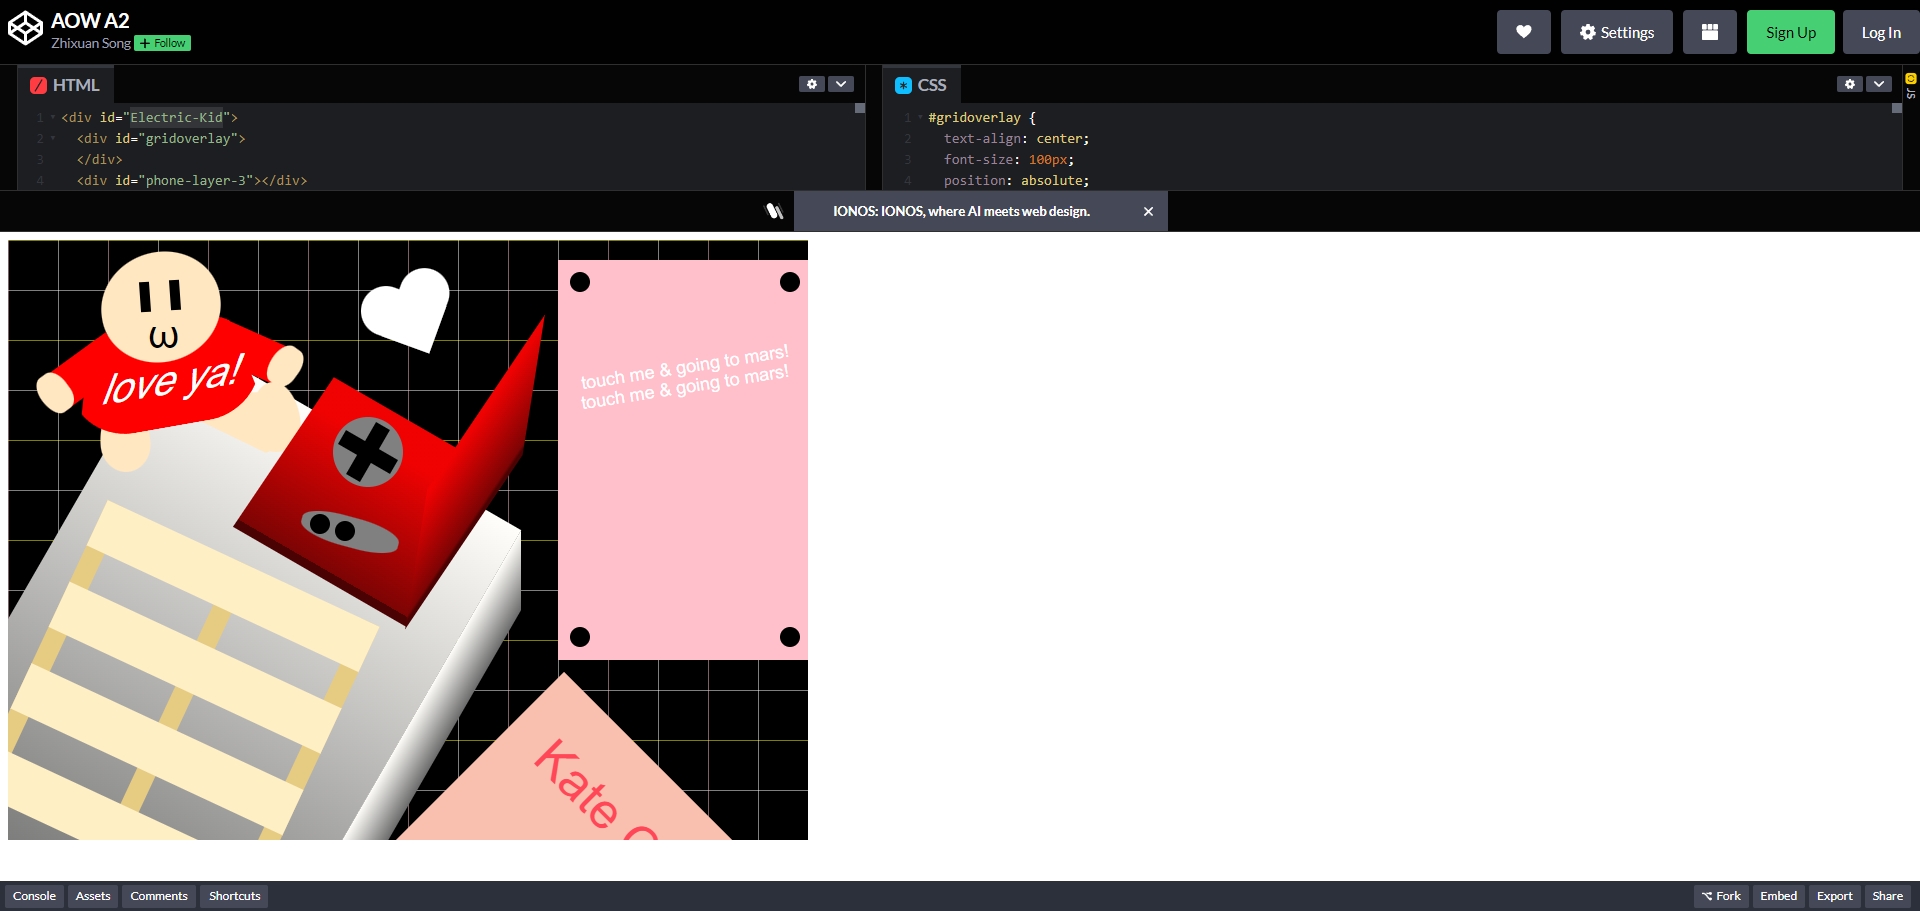 AOW A2
Zhixuan Song + Follow
Settings
Sign Up
Log In
HTML
1 <div id="Electric-Kid">
2 <div id="gridoverlay">
3 </div>
4 <div id="phone-layer-3"></div>
* CSS
1 #gridoverlay {
2 text-align: center;
3 font-size: 100px;
4 position: absolute;
JS
IONOS: IONOS, where AI meets web design. ×
ω
love ya!
touch me & going to mars!
touch me & going to mars!
Kate
Console
Assets
Comments
Shortcuts
Fork
Embed
Export
Share